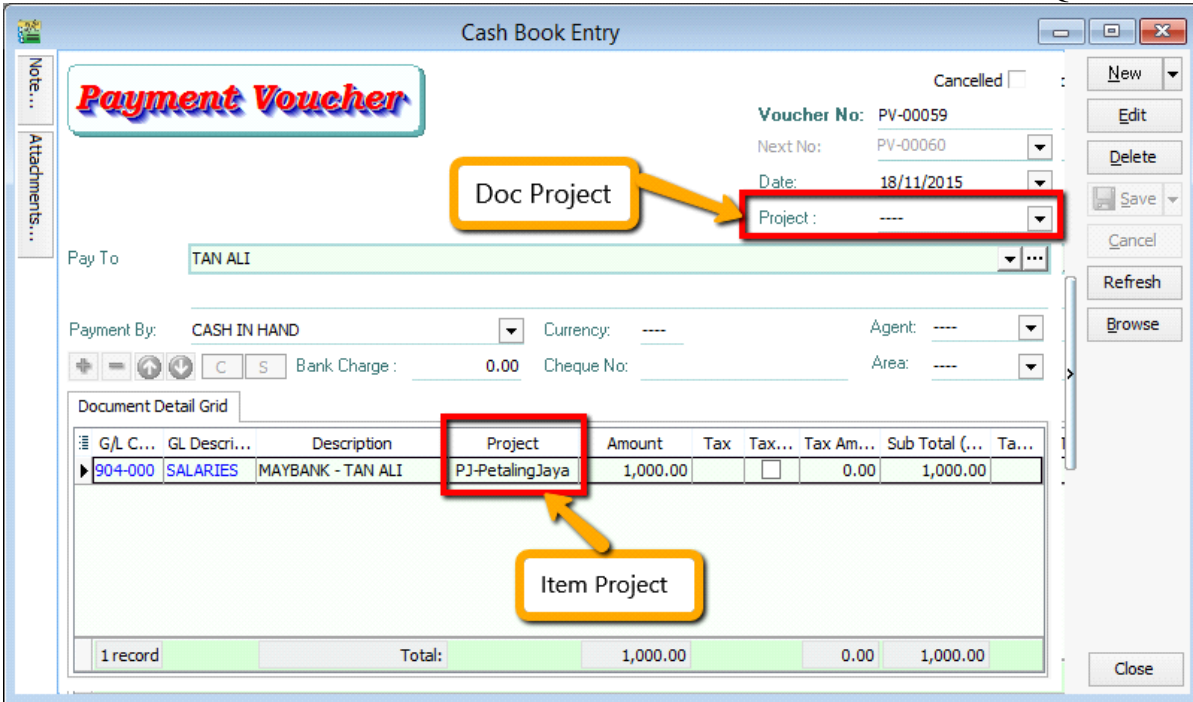 Cash Book Entry
Note...
Attachments...
Payment Voucher
Cancelled
Voucher No: PV-00059
Next No: PV-00060
Date: 18/11/2015
Project : ----
Doc Project
Pay To TAN ALI
Payment By: CASH IN HAND Currency: ---- Agent: ----
C S Bank Charge : 0.00 Cheque No: Area: ----
Document Detail Grid
G/L C... GL Descri... Description Project Amount Tax Tax... Tax Am... Sub Total (... Ta...
904-000 SALARIES MAYBANK - TAN ALI PJ-PetalingJaya 1,000.00 0.00 1,000.00
Item Project
1 record Total: 1,000.00 0.00 1,000.00
New
Edit
Delete
Save
Cancel
Refresh
Browse
Close